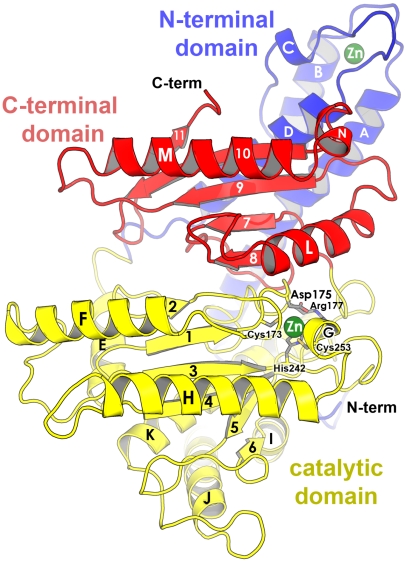 N-terminal
domain
Zn
C
B
C-term
C-terminal
domain
11
D
N
A
M
10
9
7
8
L
Asp175
Arg177
2
F
Zn
G
1
Cys173
E
Cys253
3
His242
H
4
N-term
5
K
I
6
catalytic
domain
J